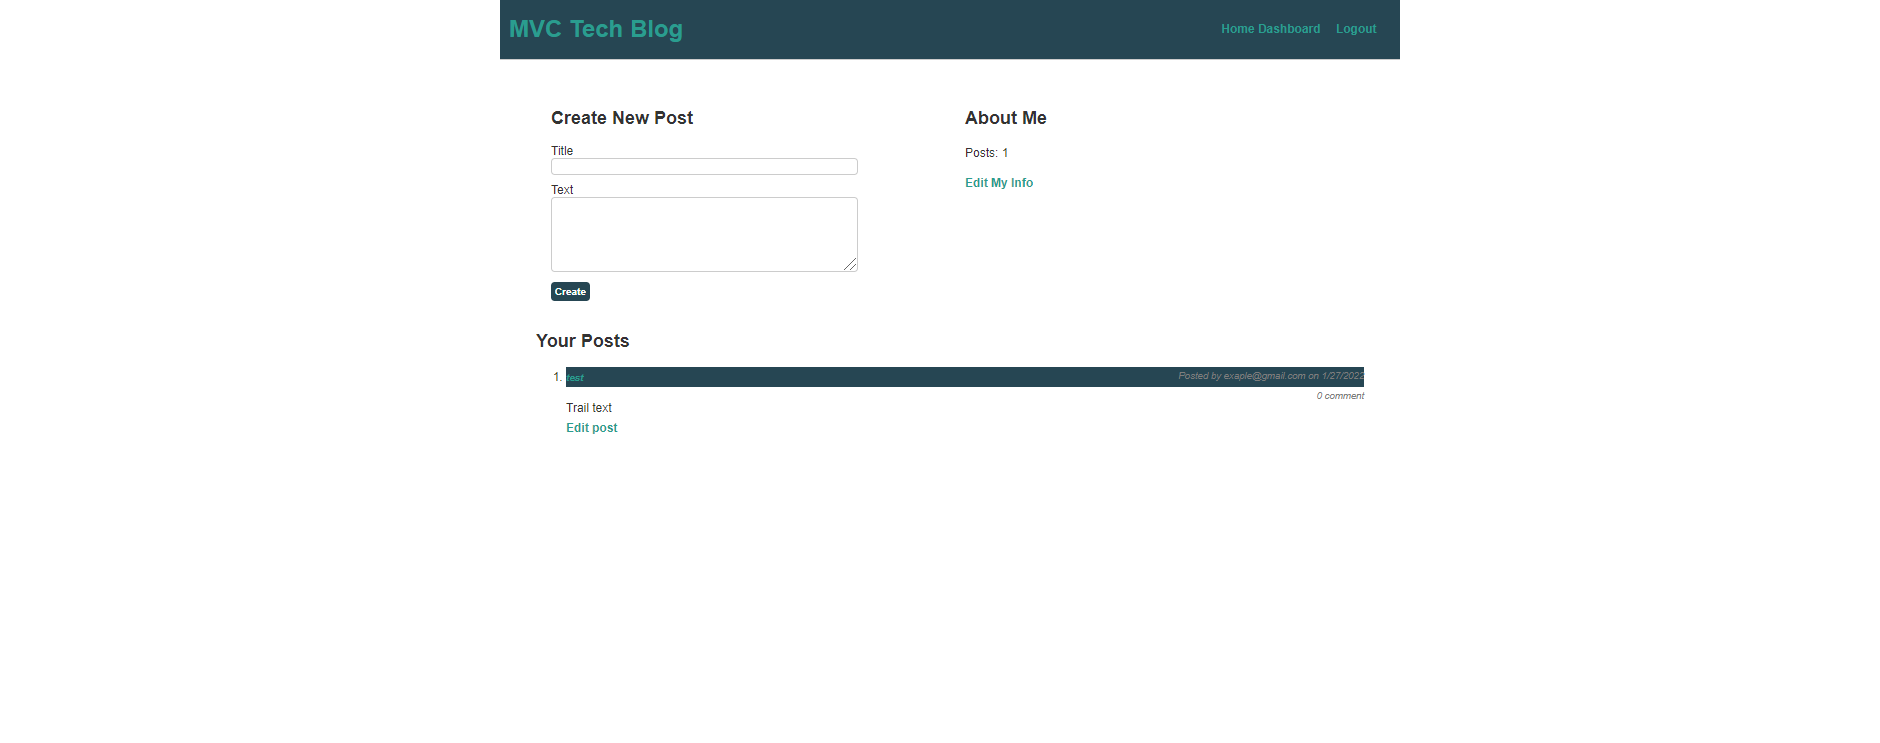 MVC Tech Blog
Home Dashboard Logout
Create New Post
Title
Text
Create
About Me
Posts: 1
Edit My Info
Your Posts
1. test
Posted by exaple@gmail.com on 1/27/2022
0 comment
Trail text
Edit post